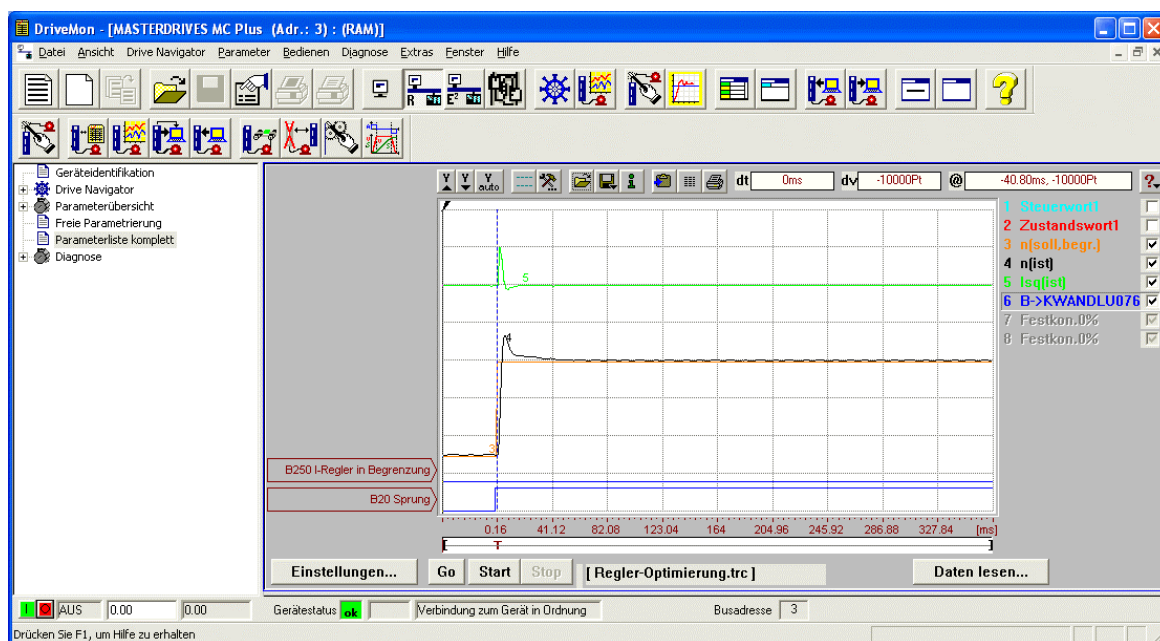 DriveMon - [MASTERDRIVES MC Plus (Adr.: 3) : (RAM)]
Datei Ansicht Drive Navigator Parameter Bedienen Diagnose Extras Fenster Hilfe
R E²
Geräteidentifikation
Drive Navigator
Parameterübersicht
Freie Parametrierung
Parameterliste komplett
Diagnose
Y Y Y auto dt 0ms dv -10000Pt @ -40.80ms, -10000Pt ?
1 Steuerwort1
2 Zustandswort1
3 n(soll,begr.)
4 n(ist)
5 Isq(ist)
6 B->KWANDLU076
7 Festkon.0%
8 Festkon.0%
5
4
3
B250 I-Regler in Begrenzung
B20 Sprung
0.16 41.12 82.08 123.04 164 204.96 245.92 286.88 327.84 [ms]
T
Einstellungen... Go Start Stop [ Regler-Optimierung.trc ] Daten lesen...
I AUS 0.00 0.00 Gerätestatus ok Verbindung zum Gerät in Ordnung Busadresse 3
Drücken Sie F1, um Hilfe zu erhalten